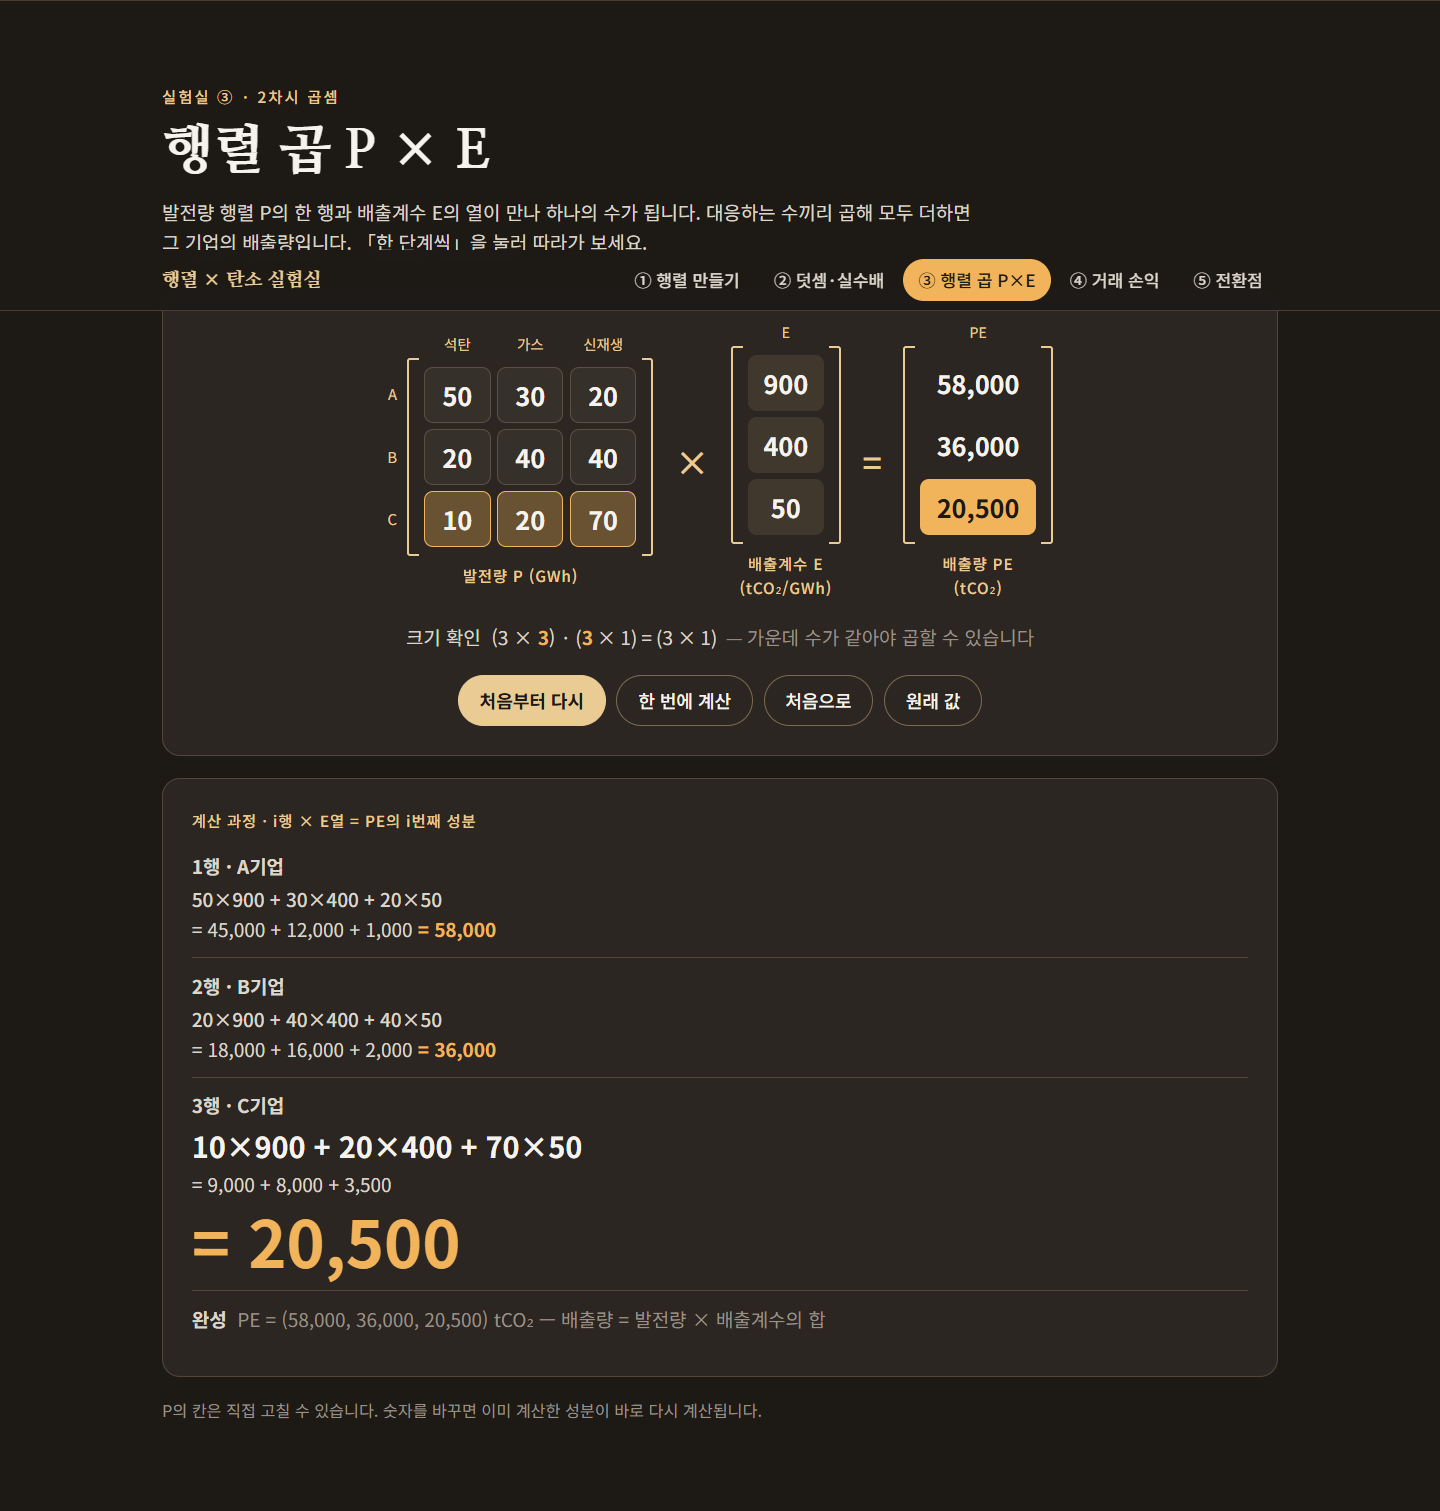 실험실 ③ · 2차시 곱셈
행렬 곱 P × E
발전량 행렬 P의 한 행과 배출계수 E의 열이 만나 하나의 수가 됩니다. 대응하는 수끼리 곱해 모두 더하면
그 기업의 배출량입니다. 「한 단계씩」을 눌러 따라가 보세요.
행렬 × 탄소 실험실
① 행렬 만들기 ② 덧셈·실수배 ③ 행렬 곱 P×E ④ 거래 손익 ⑤ 전환점
석탄 가스 신재생 E PE
A 50 30 20 900 58,000
B 20 40 40 × 400 = 36,000
C 10 20 70 50 20,500
발전량 P (GWh)
배출계수 E
(tCO₂/GWh)
배출량 PE
(tCO₂)
크기 확인 (3 × 3) · (3 × 1) = (3 × 1) — 가운데 수가 같아야 곱할 수 있습니다
처음부터 다시 한 번에 계산 처음으로 원래 값
계산 과정 · i행 × E열 = PE의 i번째 성분
1행 · A기업
50×900 + 30×400 + 20×50
= 45,000 + 12,000 + 1,000 = 58,000
2행 · B기업
20×900 + 40×400 + 40×50
= 18,000 + 16,000 + 2,000 = 36,000
3행 · C기업
10×900 + 20×400 + 70×50
= 9,000 + 8,000 + 3,500
= 20,500
완성 PE = (58,000, 36,000, 20,500) tCO₂ — 배출량 = 발전량 × 배출계수의 합
P의 칸은 직접 고칠 수 있습니다. 숫자를 바꾸면 이미 계산한 성분이 바로 다시 계산됩니다.